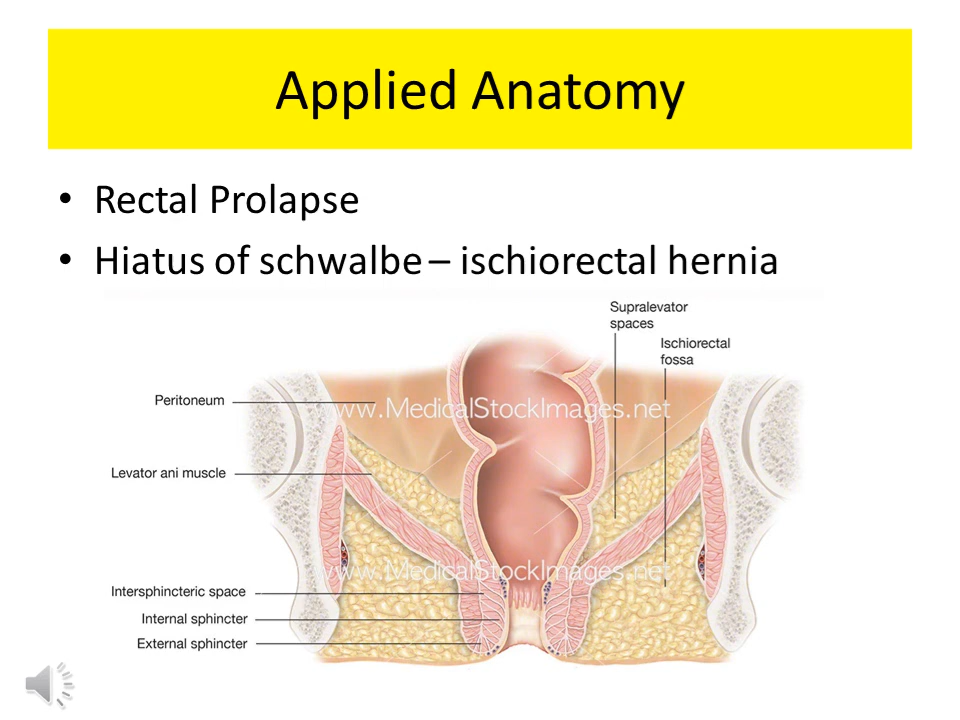 Applied Anatomy
• Rectal Prolapse
• Hiatus of schwalbe – ischiorectal hernia
Supralevator
spaces
Ischiorectal
fossa
Peritoneum
www.MedicalStockImages.net
Levator ani muscle
www.MedicalStockImages.net
Intersphincteric space
Internal sphincter
External sphincter